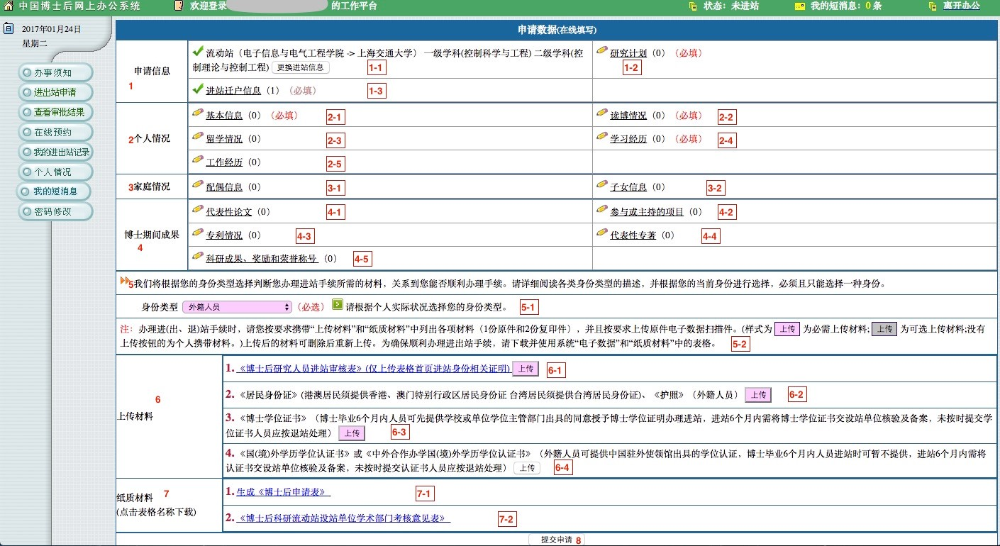 中国博士后网上办公系统 欢迎登录 的工作平台 状态：未进站 我的短消息：0 条 离开办公
2017年01月24日
星期二
办事须知
进出站申请
查看审批结果
在线预约
我的进出站记录
个人情况
我的短消息
密码修改
申请数据(在线填写)
申请信息
1
流动站（电子信息与电气工程学院 -> 上海交通大学） 一级学科(控制科学与工程) 二级学科(控
制理论与控制工程) 更换进站信息 1-1
研究计划（0）（必填）
1-2
进站迁户信息（1）（必填） 1-3
2个人情况
基本信息（0）（必填） 2-1
读博情况（0）（必填） 2-2
留学情况（0） 2-3
学习经历（0）（必填） 2-4
工作经历（0） 2-5
3家庭情况
配偶信息（0） 3-1
子女信息（0） 3-2
博士期间成果
4
代表性论文（0） 4-1
参与或主持的项目（0） 4-2
专利情况（0） 4-3
代表性专著（0） 4-4
科研成果、奖励和荣誉称号（0） 4-5
5我们将根据您的身份类型选择判断您办理进站手续所需的材料，关系到您能否顺利办理手续。请详细阅读各类身份类型的描述，并根据您的当前身份进行选择，必须且只能选择一种身份。
身份类型 外籍人员 （必选） 请根据个人实际状况选择您的身份类型。 5-1
注：办理进(出、退)站手续时，请您按要求携带“上传材料”和“纸质材料”中列出各项材料（1份原件和2份复印件），并且按要求上传原件电子数据扫描件。(样式为 上传 为必需上传材料; 上传 为可选上传材料;没有
上传按钮的为个人携带材料。)上传后的材料可删除后重新上传。为确保顺利办理进出站手续，请下载并使用系统“电子数据”和“纸质材料”中的表格。 5-2
6
上传材料
1.《博士后研究人员进站审核表》(仅上传表格首页进站身份相关证明) 上传 6-1
2.《居民身份证》(港澳居民须提供香港、澳门特别行政区居民身份证 台湾居民须提供台湾居民身份证)、《护照》（外籍人员） 上传 6-2
3.《博士学位证书》（博士毕业6个月内人员可先提供学校或单位学位主管部门出具的同意授予博士学位证明办理进站，进站6个月内需将博士学位证书交设站单位核验及备案，未按时提交学
位证书人员应按退站处理） 上传 6-3
4.《国(境)外学历学位认证书》或《中外合作办学国(境)外学历学位认证书》（外籍人员可提供中国驻外使领馆出具的学位认证，博士毕业6个月内人员进站时可暂不提供，进站6个月内需将
认证书交设站单位核验及备案，未按时提交认证书人员应按退站处理） 上传 6-4
纸质材料 7
(点击表格名称下载)
1.生成《博士后申请表》 7-1
2.《博士后科研流动站设站单位学术部门考核意见表》 7-2
提交申请 8